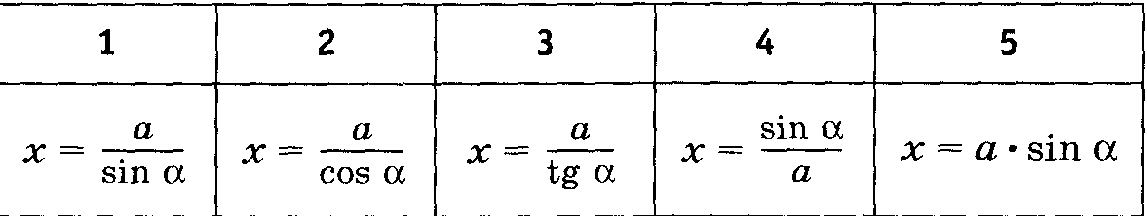 1 2 3 4 5
x = a / sin α x = a / cos α x = a / tg α x = sin α / a x = a · sin α